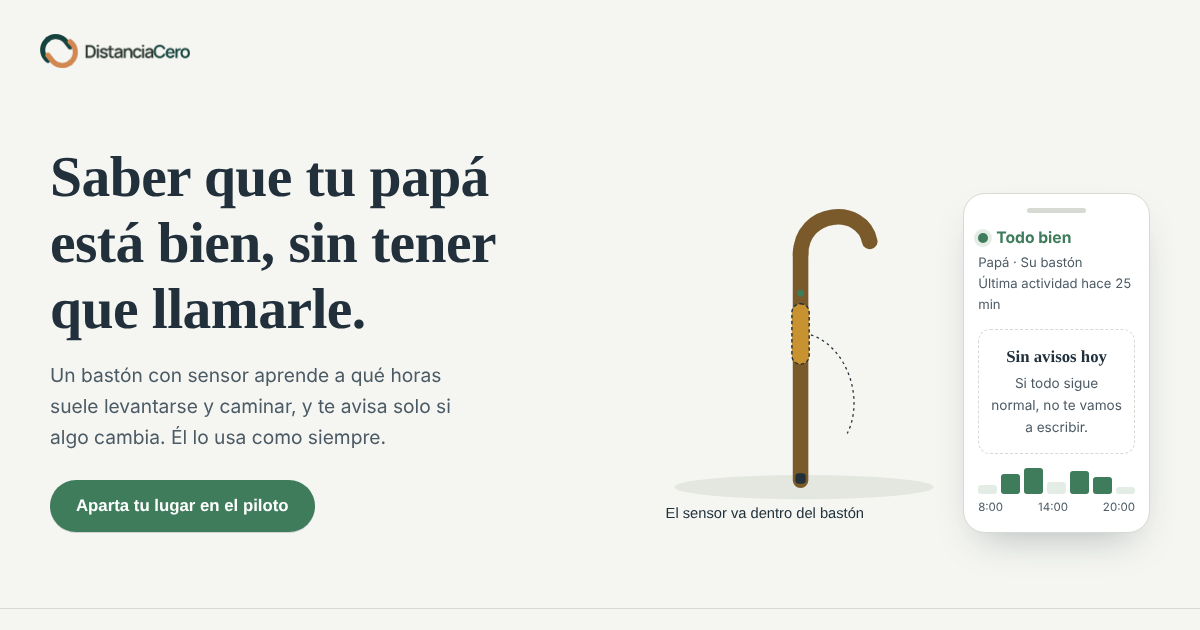 DistanciaCero
Saber que tu papá
está bien, sin tener
que llamarle.
Un bastón con sensor aprende a qué horas
suele levantarse y caminar, y te avisa solo si
algo cambia. Él lo usa como siempre.
Aparta tu lugar en el piloto
El sensor va dentro del bastón
Todo bien
Papá · Su bastón
Última actividad hace 25
min
Sin avisos hoy
Si todo sigue
normal, no te vamos
a escribir.
8:00 14:00 20:00